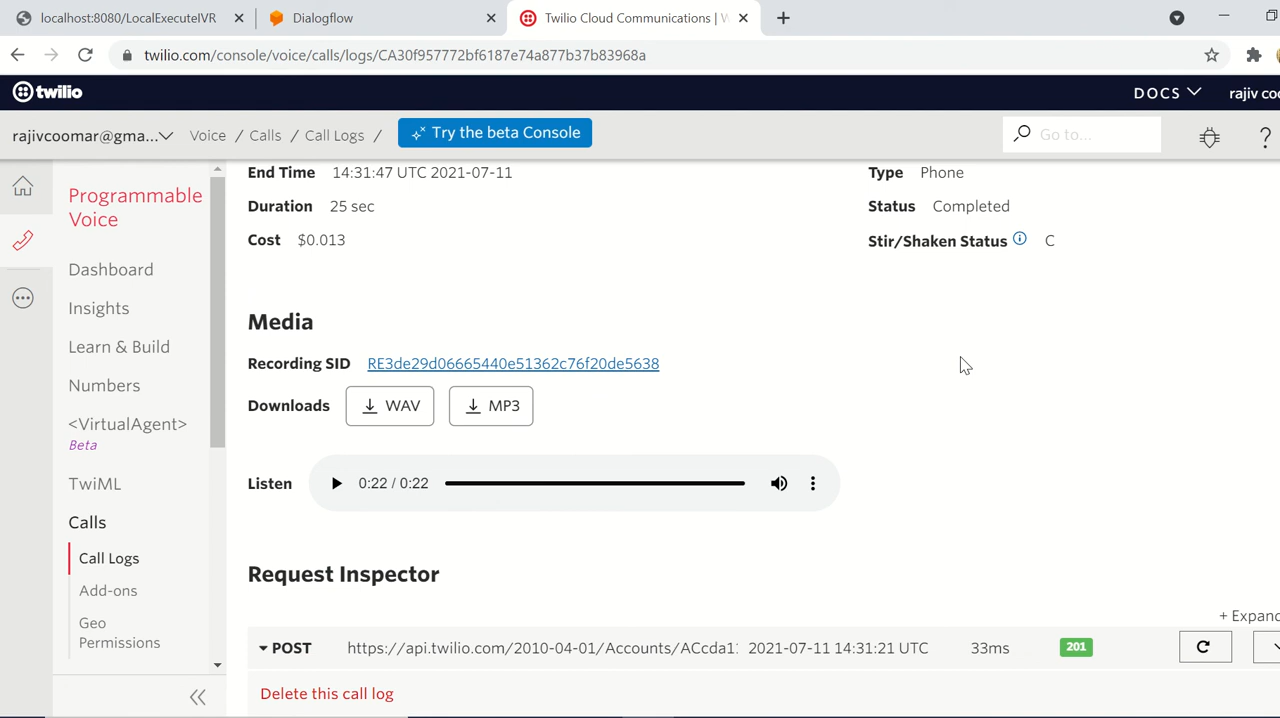 localhost:8080/LocalExecuteIVR
Dialogflow
Twilio Cloud Communications | W
twilio.com/console/voice/calls/logs/CA30f957772bf6187e74a877b37b83968a
twilio
DOCS
rajiv coo
rajivcoomar@gma...
Voice / Calls / Call Logs /
Try the beta Console
Go to...
?
Programmable
Voice
Dashboard
Insights
Learn & Build
Numbers
<VirtualAgent>
Beta
TwiML
Calls
Call Logs
Add-ons
Geo
Permissions
End Time 14:31:47 UTC 2021-07-11
Duration 25 sec
Cost $0.013
Type Phone
Status Completed
Stir/Shaken Status C
Media
Recording SID RE3de29d06665440e51362c76f20de5638
Downloads WAV MP3
Listen 0:22 / 0:22
Request Inspector
+ Expand
POST https://api.twilio.com/2010-04-01/Accounts/ACcda1 2021-07-11 14:31:21 UTC 33ms 201
Delete this call log